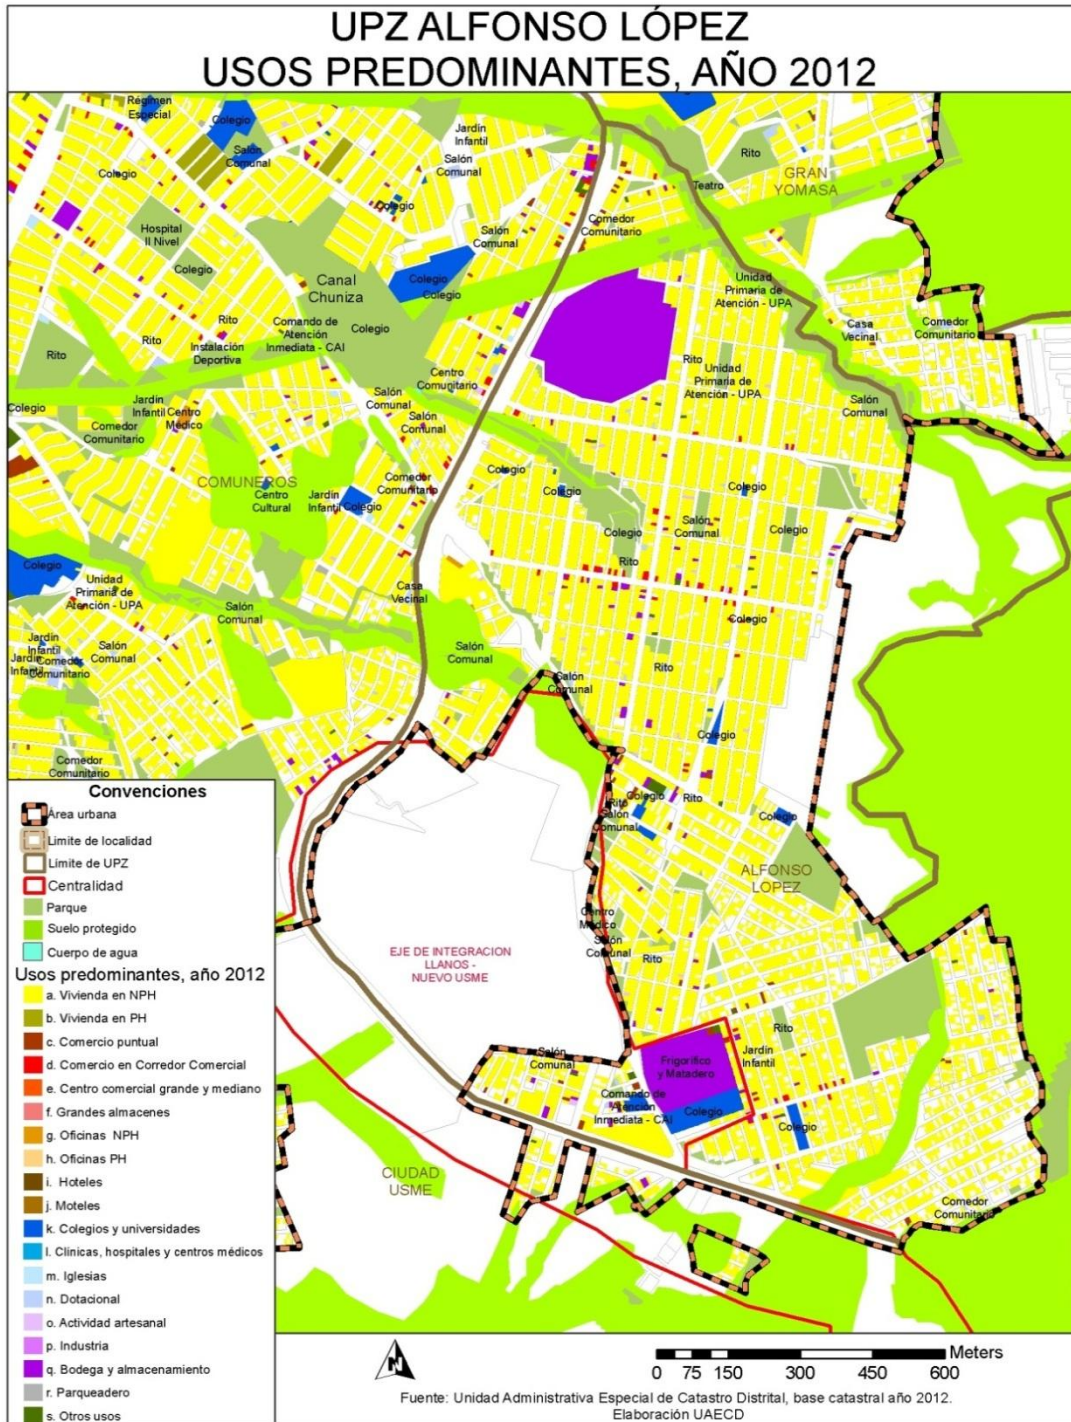 UPZ ALFONSO LÓPEZ
USOS PREDOMINANTES, AÑO 2012
Régimen
Especial
Colegio
Salón
Comunal
Jardín
Infantil
Salón
Comunal
Colegio
Colegio
Rito
GRAN
YOMASA
Teatro
Comedor
Comunitario
Salón
Comunal
Hospital
II Nivel
Colegio
Canal
Chuniza
Colegio
Colegio
Colegio
Unidad
Primaria de
Atención - UPA
Casa
Vecinal
Comedor
Comunitario
Rito
Rito
Rito
Instalación
Deportiva
Comando de
Atención
Inmediata - CAI
Rito
Unidad
Primaria de
Atención - UPA
Centro
Comunitario
Salón
Comunal
Salón
Comunal
Salón
Comunal
Colegio
Jardín
Infantil
Centro
Médico
Comedor
Comunitario
COMUNEROS
Centro
Cultural
Jardín
Infantil
Colegio
Comedor
Comunitario
Colegio
Colegio
Colegio
Colegio
Salón
Comunal
Colegio
Rito
Colegio
Unidad
Primaria de
Atención - UPA
Salón
Comunal
Casa
Vecinal
Colegio
Jardín
Infantil
Jardín
Infantil
Comedor
Comunitario
Salón
Comunal
Salón
Comunal
Salón
Comunal
Rito
Colegio
Comedor
Comunitario
Rito
Colegio
Rito
Salón
Comunal
Colegio
ALFONSO
LOPEZ
Centro
Médico
Salón
Comunal
Rito
EJE DE INTEGRACION
LLANOS -
NUEVO USME
Salón
Comunal
Frigorífico
y Matadero
Rito
Jardín
Infantil
Comando de
Atención
Inmediata - CAI
Colegio
Colegio
CIUDAD
USME
Comedor
Comunitario
Convenciones
Área urbana
Limite de localidad
Limite de UPZ
Centralidad
Parque
Suelo protegido
Cuerpo de agua
Usos predominantes, año 2012
a. Vivienda en NPH
b. Vivienda en PH
c. Comercio puntual
d. Comercio en Corredor Comercial
e. Centro comercial grande y mediano
f. Grandes almacenes
g. Oficinas NPH
h. Oficinas PH
i. Hoteles
j. Moteles
k. Colegios y universidades
l. Clínicas, hospitales y centros médicos
m. Iglesias
n. Dotacional
o. Actividad artesanal
p. Industria
q. Bodega y almacenamiento
r. Parqueadero
s. Otros usos
N
Meters
0 75 150 300 450 600
Fuente: Unidad Administrativa Especial de Catastro Distrital, base catastral año 2012.
Elaboración UAECD